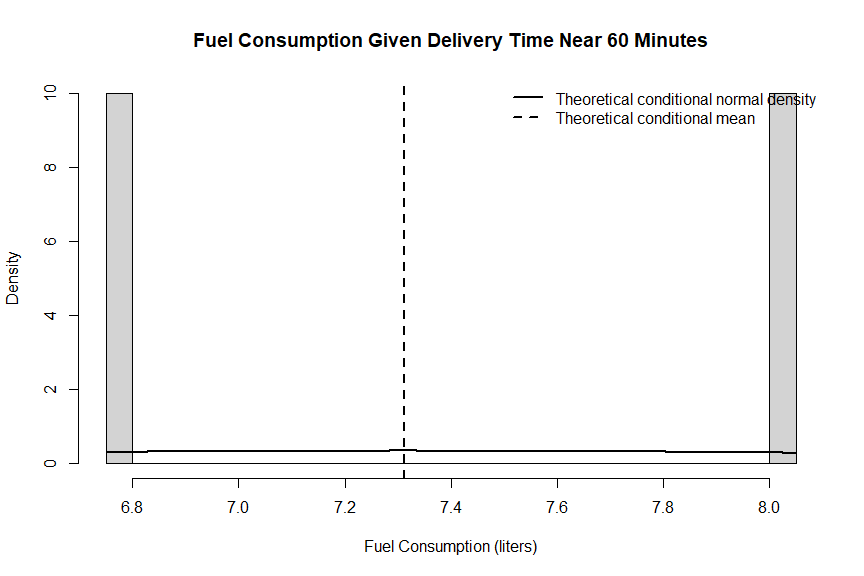 Fuel Consumption Given Delivery Time Near 60 Minutes
Theoretical conditional normal density
Theoretical conditional mean
Density
10
8
6
4
2
0
6.8 7.0 7.2 7.4 7.6 7.8 8.0
Fuel Consumption (liters)